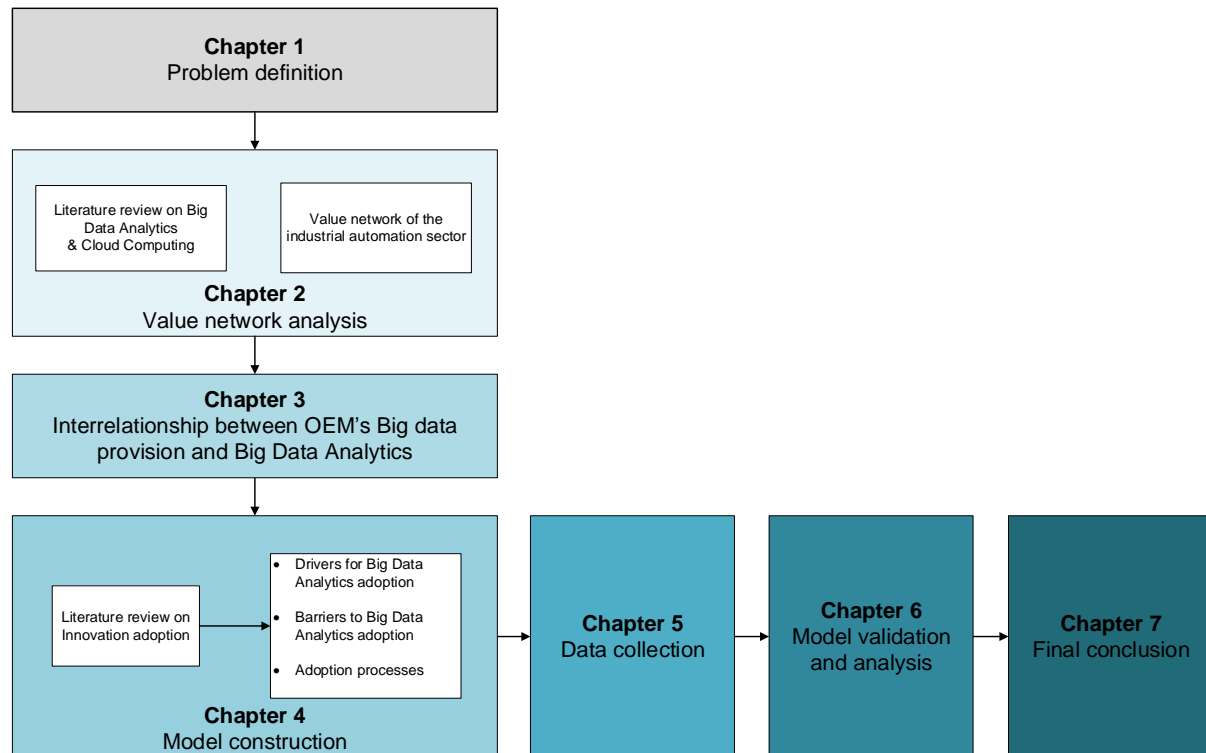 Chapter 1
Problem definition
Literature review on Big
Data Analytics
& Cloud Computing
Value network of the
industrial automation sector
Chapter 2
Value network analysis
Chapter 3
Interrelationship between OEM's Big data
provision and Big Data Analytics
Literature review on
Innovation adoption
• Drivers for Big Data
Analytics adoption
• Barriers to Big Data
Analytics adoption
• Adoption processes
Chapter 4
Model construction
Chapter 5
Data collection
Chapter 6
Model validation
and analysis
Chapter 7
Final conclusion